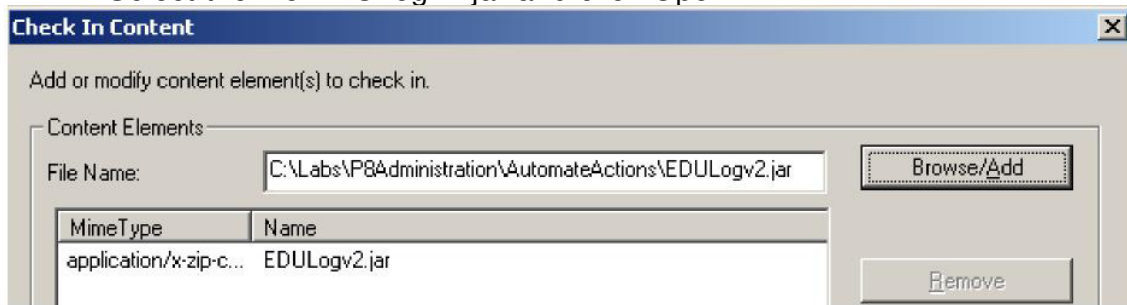 Check In Content
Add or modify content element(s) to check in.
Content Elements
File Name: C:\Labs\P8Administration\AutomateActions\EDULogv2.jar Browse/Add
MimeType Name
application/x-zip-c... EDULogv2.jar
Remove